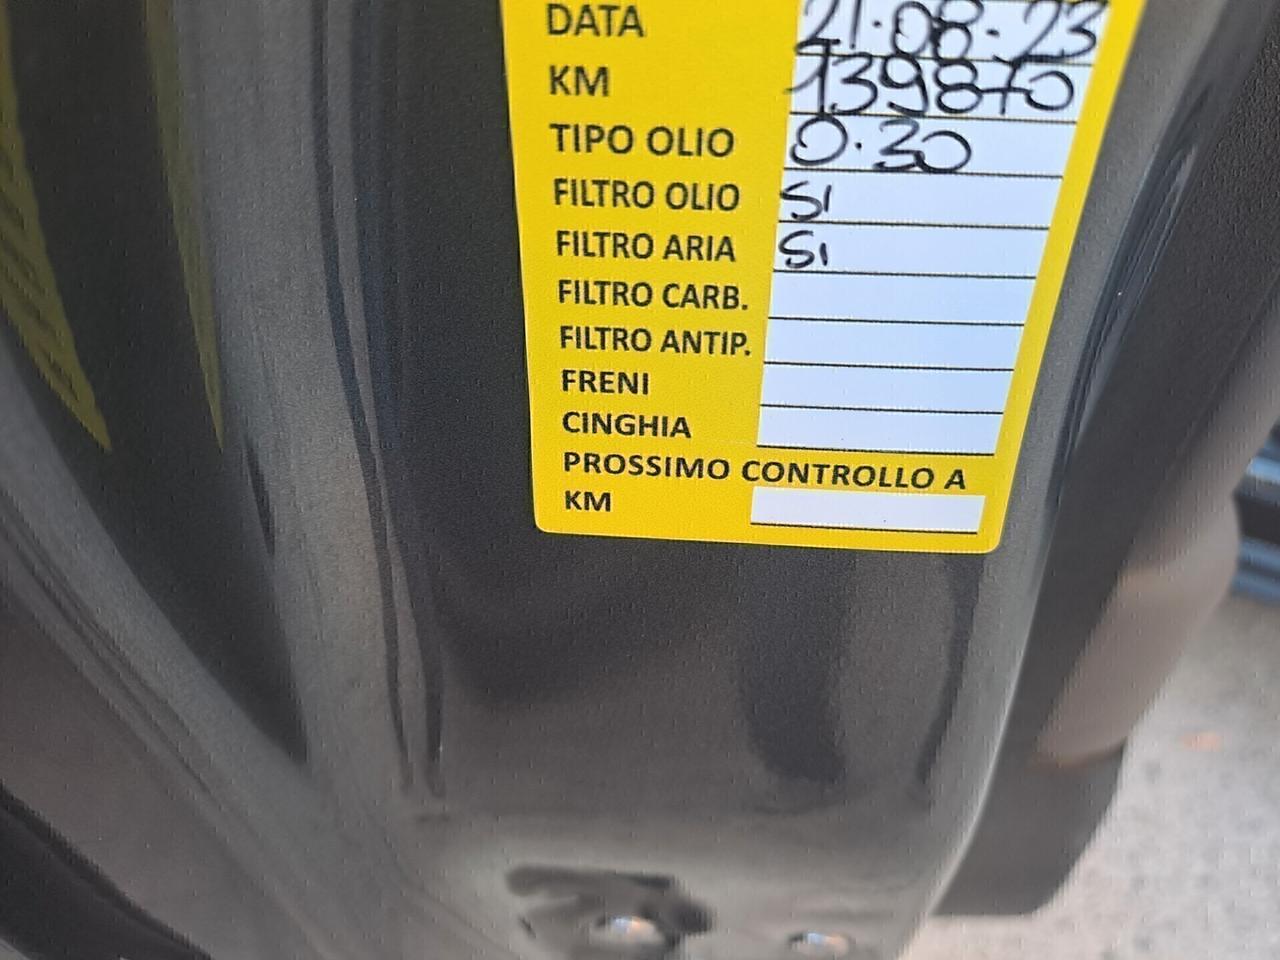 DATA 21·08·23
KM 139870
TIPO OLIO 0·30
FILTRO OLIO SI
FILTRO ARIA SI
FILTRO CARB.
FILTRO ANTIP.
FRENI
CINGHIA
PROSSIMO CONTROLLO A
KM